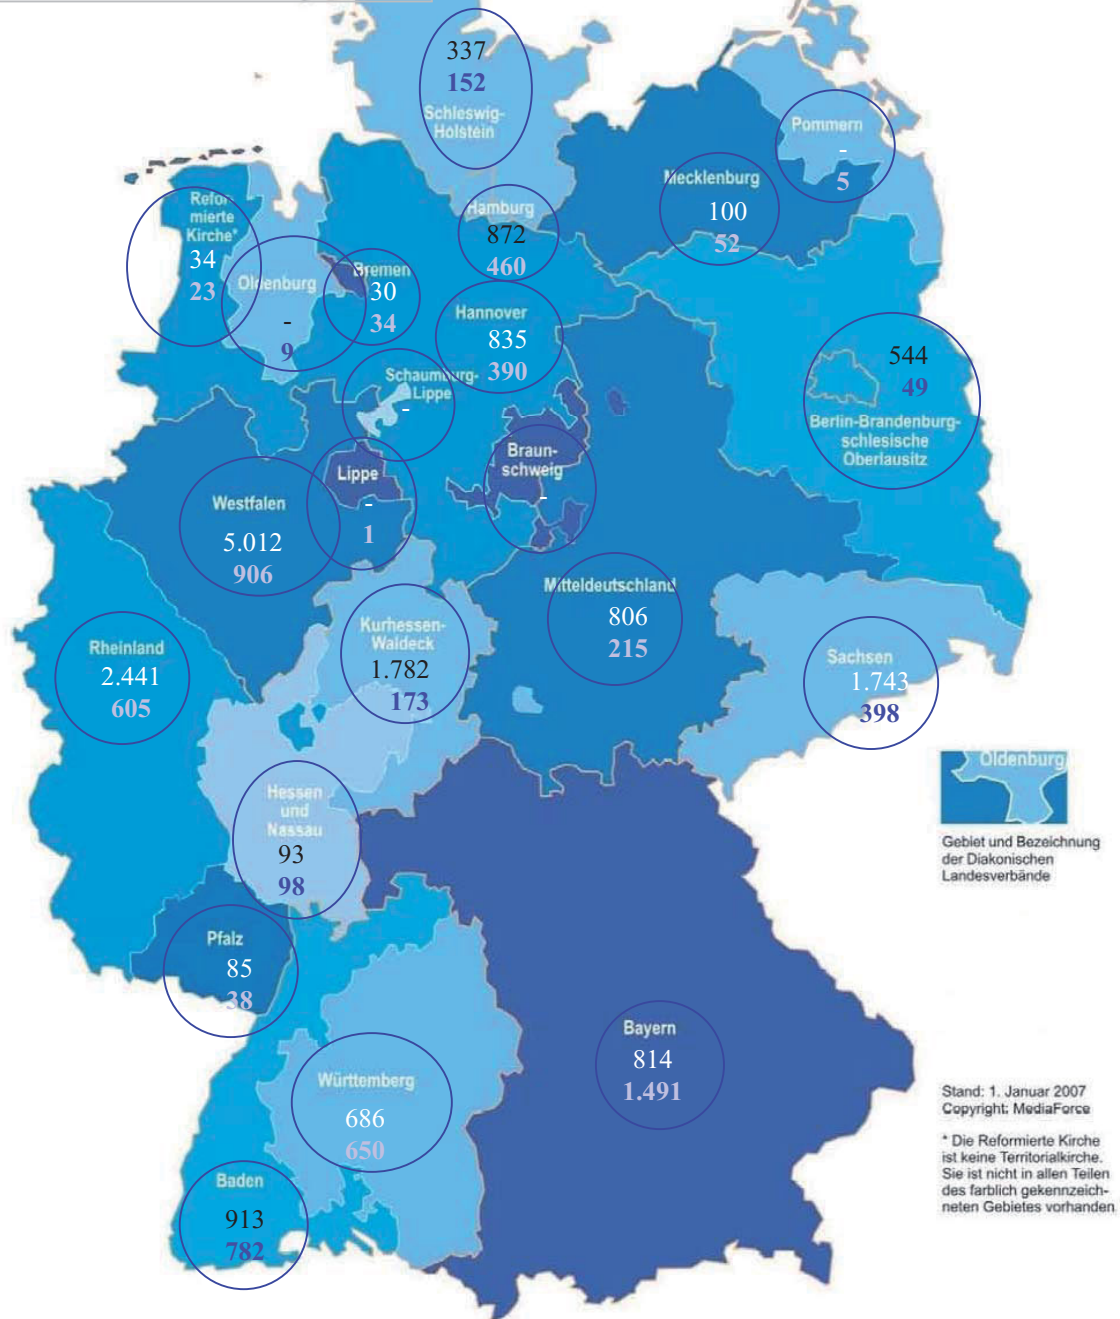 337
152
Schleswig-
Holstein
Pommern
-
5
Mecklenburg
100
52
Refor-
mierte
Kirche*
34
23
Hamburg
872
460
Oldenburg
-
9
Bremen
30
34
Hannover
835
390
544
49
Berlin-Brandenburg-
schlesische
Oberlausitz
Schaumburg-
Lippe
-
Braun-
schweig
-
Lippe
-
1
Westfalen
5.012
906
Mitteldeutschland
806
215
Kurhessen-
Waldeck
1.782
173
Rheinland
2.441
605
Sachsen
1.743
398
Oldenburg
Gebiet und Bezeichnung
der Diakonischen
Landesverbände
Hessen
und
Nassau
93
98
Pfalz
85
38
Bayern
814
1.491
Württemberg
686
650
Baden
913
782
Stand: 1. Januar 2007
Copyright: MediaForce
* Die Reformierte Kirche
ist keine Territorialkirche.
Sie ist nicht in allen Teilen
des farblich gekennzeich-
neten Gebietes vorhanden